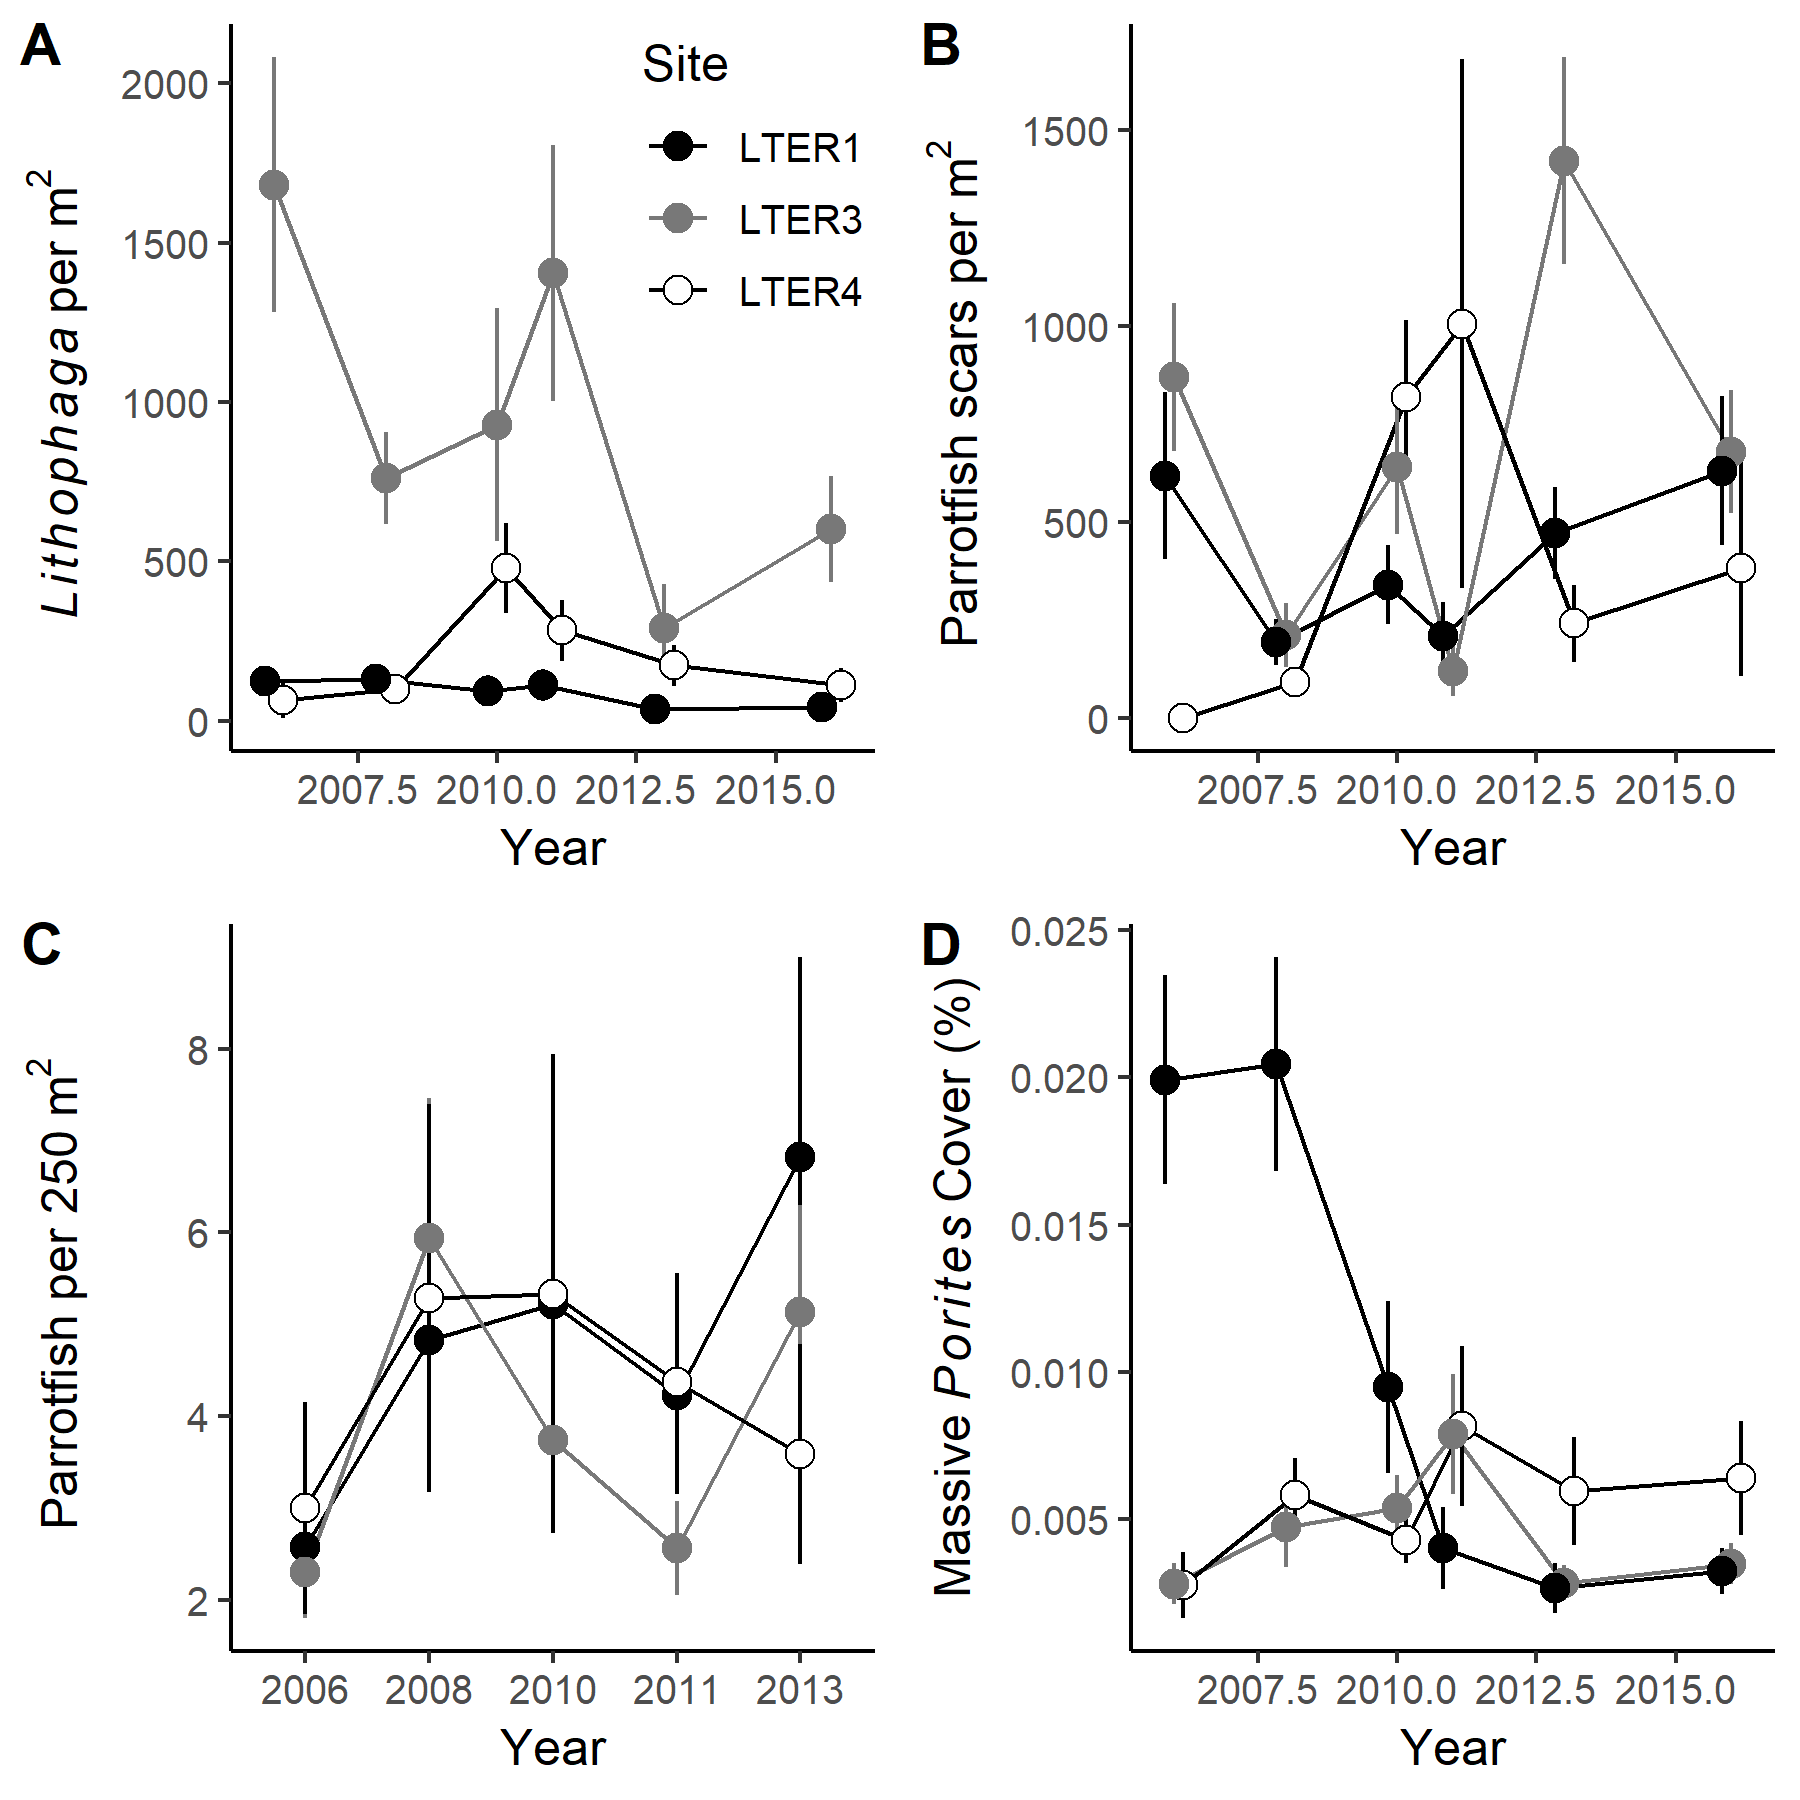 A
Lithophaga per m²
2000
1500
1000
500
0
2007.5 2010.0 2012.5 2015.0
Year
Site
LTER1
LTER3
LTER4
B
Parrotfish scars per m²
1500
1000
500
0
2007.5 2010.0 2012.5 2015.0
Year
C
Parrotfish per 250 m²
8
6
4
2
2006 2008 2010 2011 2013
Year
D
Massive Porites Cover (%)
0.025
0.020
0.015
0.010
0.005
2007.5 2010.0 2012.5 2015.0
Year